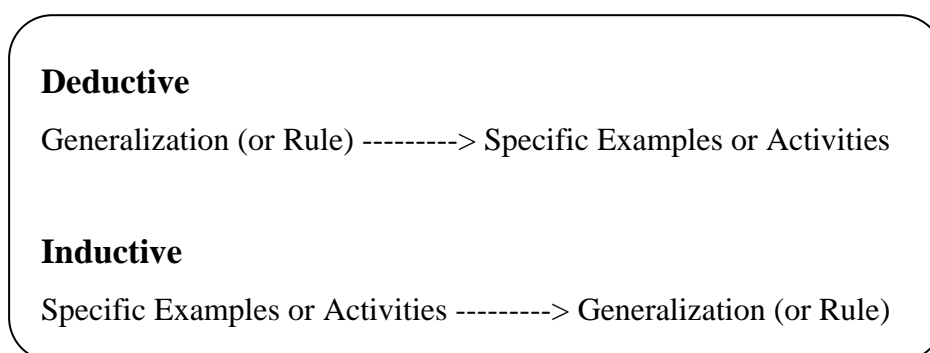 Deductive
Generalization (or Rule) ---------> Specific Examples or Activities
Inductive
Specific Examples or Activities ---------> Generalization (or Rule)